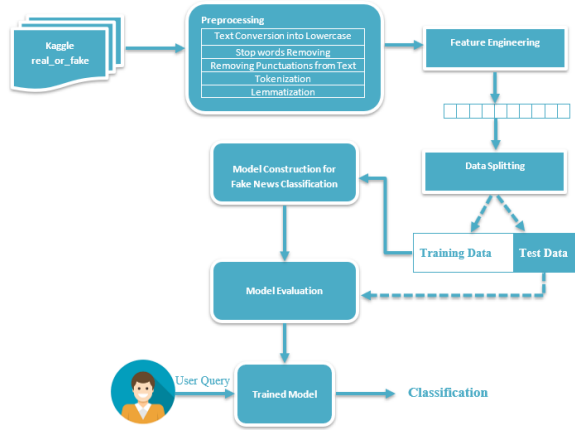 Kaggle
real_or_fake
Preprocessing
Text Conversion into Lowercase
Stop words Removing
Removing Punctuations from Text
Tokenization
Lemmatization
Feature Engineering
Data Splitting
Training Data
Test Data
Model Construction for
Fake News Classification
Model Evaluation
User Query
Trained Model
Classification